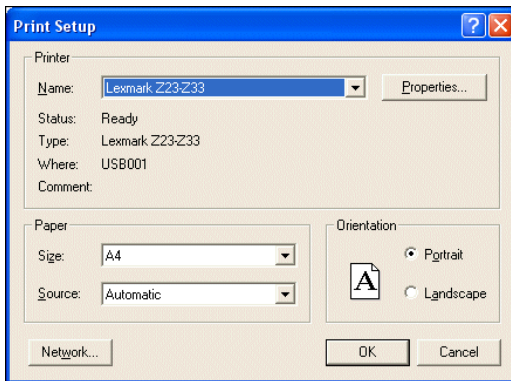 Print Setup
Printer
Name: Lexmark Z23-Z33 Properties...
Status: Ready
Type: Lexmark Z23-Z33
Where: USB001
Comment:
Paper
Size: A4
Source: Automatic
Orientation
A
Portrait
Landscape
Network... OK Cancel